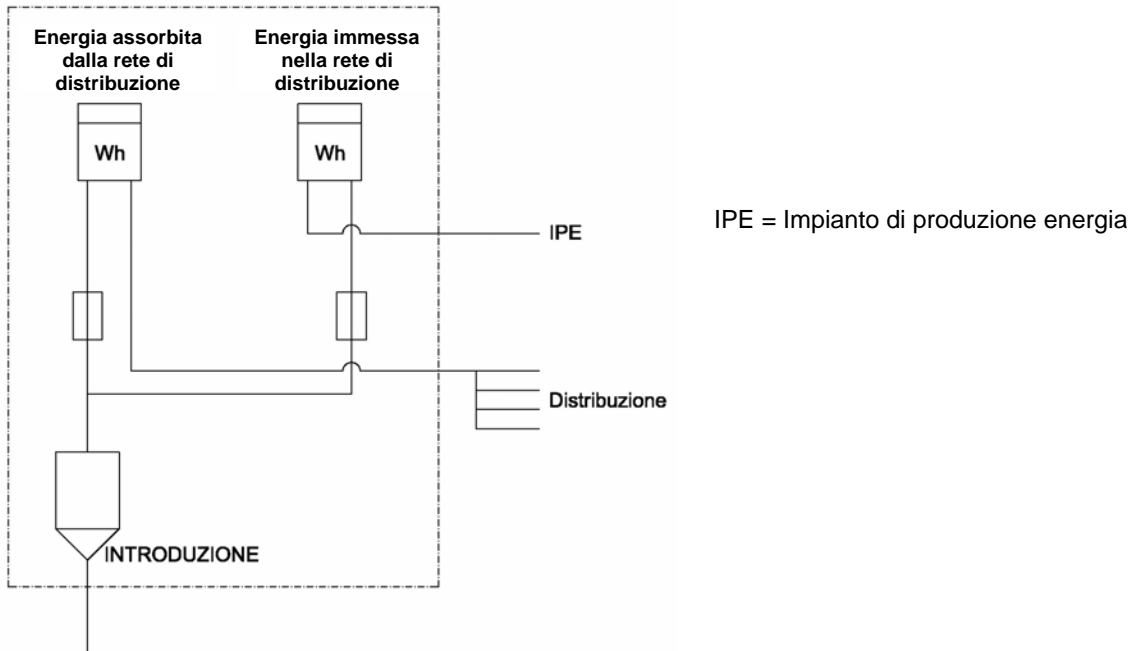 Energia assorbita
dalla rete di
distribuzione
Energia immessa
nella rete di
distribuzione
Wh
Wh
IPE
IPE = Impianto di produzione energia
Distribuzione
INTRODUZIONE